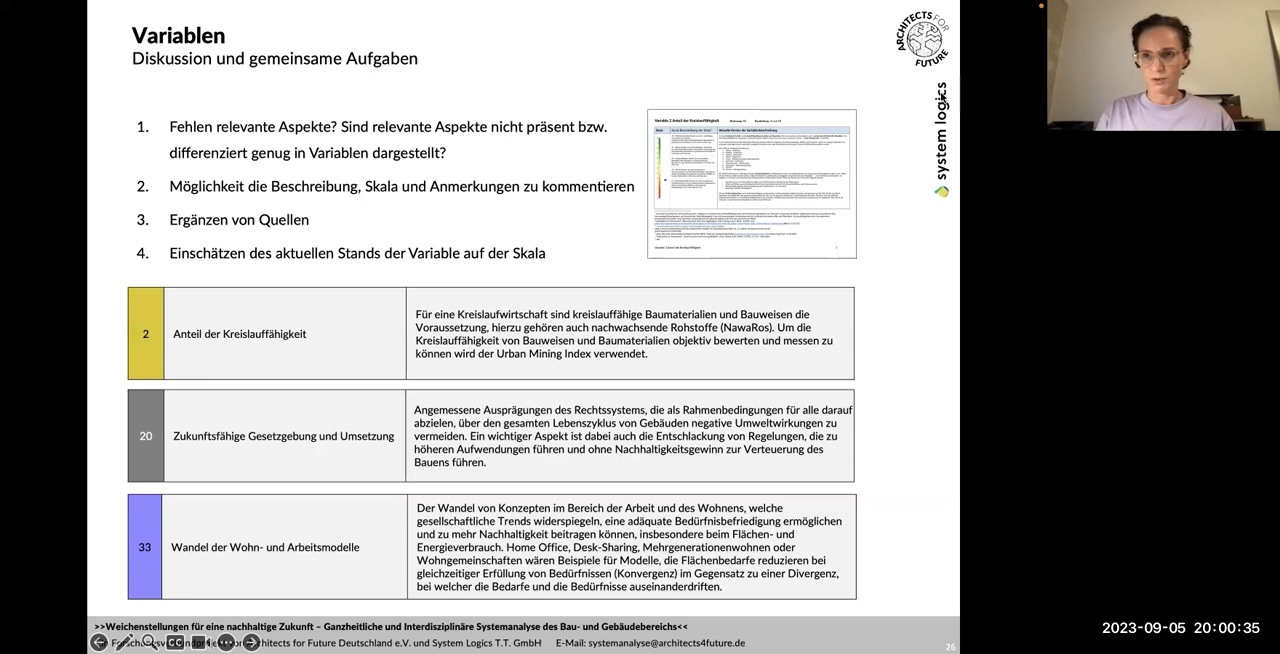 Variablen
Diskussion und gemeinsame Aufgaben
ARCHITECTS FOR
FUTURE
system logics
1. Fehlen relevante Aspekte? Sind relevante Aspekte nicht präsent bzw.
differenziert genug in Variablen dargestellt?
2. Möglichkeit die Beschreibung, Skala und Anmerkungen zu kommentieren
3. Ergänzen von Quellen
4. Einschätzen des aktuellen Stands der Variable auf der Skala
Variable 2 Anteil der Kreislauffähigkeit
2
Anteil der Kreislauffähigkeit
Für eine Kreislaufwirtschaft sind kreislauffähige Baumaterialien und Bauweisen die
Voraussetzung, hierzu gehören auch nachwachsende Rohstoffe (NawaRos). Um die
Kreislauffähigkeit von Bauweisen und Baumaterialien objektiv bewerten und messen zu
können wird der Urban Mining Index verwendet.
20
Zukunftsfähige Gesetzgebung und Umsetzung
Angemessene Ausprägungen des Rechtssystems, die als Rahmenbedingungen für alle darauf
abzielen, über den gesamten Lebenszyklus von Gebäuden negative Umweltwirkungen zu
vermeiden. Ein wichtiger Aspekt ist dabei auch die Entschlackung von Regelungen, die zu
höheren Aufwendungen führen und ohne Nachhaltigkeitsgewinn zur Verteuerung des
Bauens führen.
33
Wandel der Wohn- und Arbeitsmodelle
Der Wandel von Konzepten im Bereich der Arbeit und des Wohnens, welche
gesellschaftliche Trends widerspiegeln, eine adäquate Bedürfnisbefriedigung ermöglichen
und zu mehr Nachhaltigkeit beitragen können, insbesondere beim Flächen- und
Energieverbrauch. Home Office, Desk-Sharing, Mehrgenerationenwohnen oder
Wohngemeinschaften wären Beispiele für Modelle, die Flächenbedarfe reduzieren bei
gleichzeitiger Erfüllung von Bedürfnissen (Konvergenz) im Gegensatz zu einer Divergenz,
bei welcher die Bedarfe und die Bedürfnisse auseinanderdriften.
>>Weichenstellungen für eine nachhaltige Zukunft – Ganzheitliche und Interdisziplinäre Systemanalyse des Bau- und Gebäudebereichs<<
chitects for Future Deutschland e.V. und System Logics T.T. GmbH E-Mail: systemanalyse@architects4future.de
26
2023-09-05 20:00:35